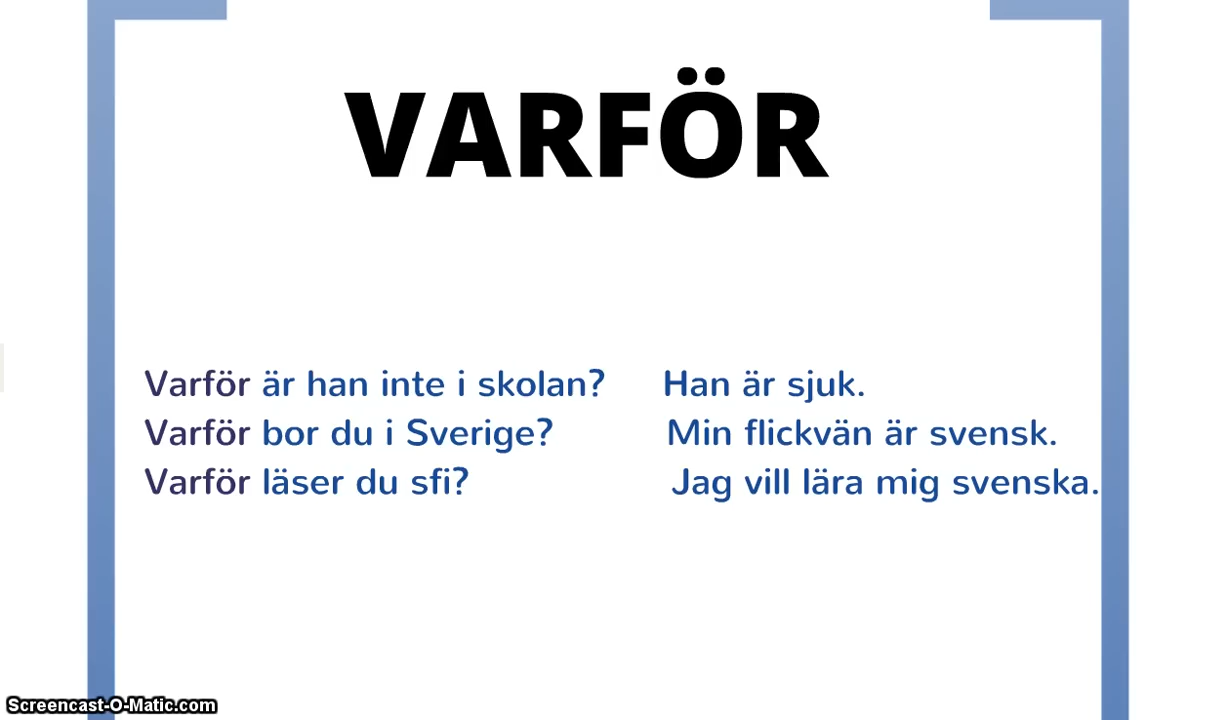 VARFÖR
Varför är han inte i skolan? Han är sjuk.
Varför bor du i Sverige? Min flickvän är svensk.
Varför läser du sfi? Jag vill lära mig svenska.
Screencast-O-Matic.com